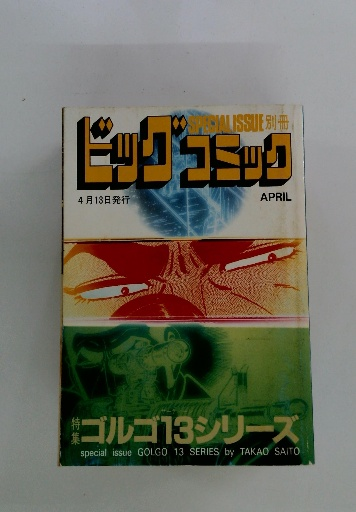 SPECIAL ISSUE 別冊
ビッグコミック
4月13日発行
APRIL
特集
ゴルゴ13シリーズ
special issue GOLGO 13 SERIES by TAKAO SAITO